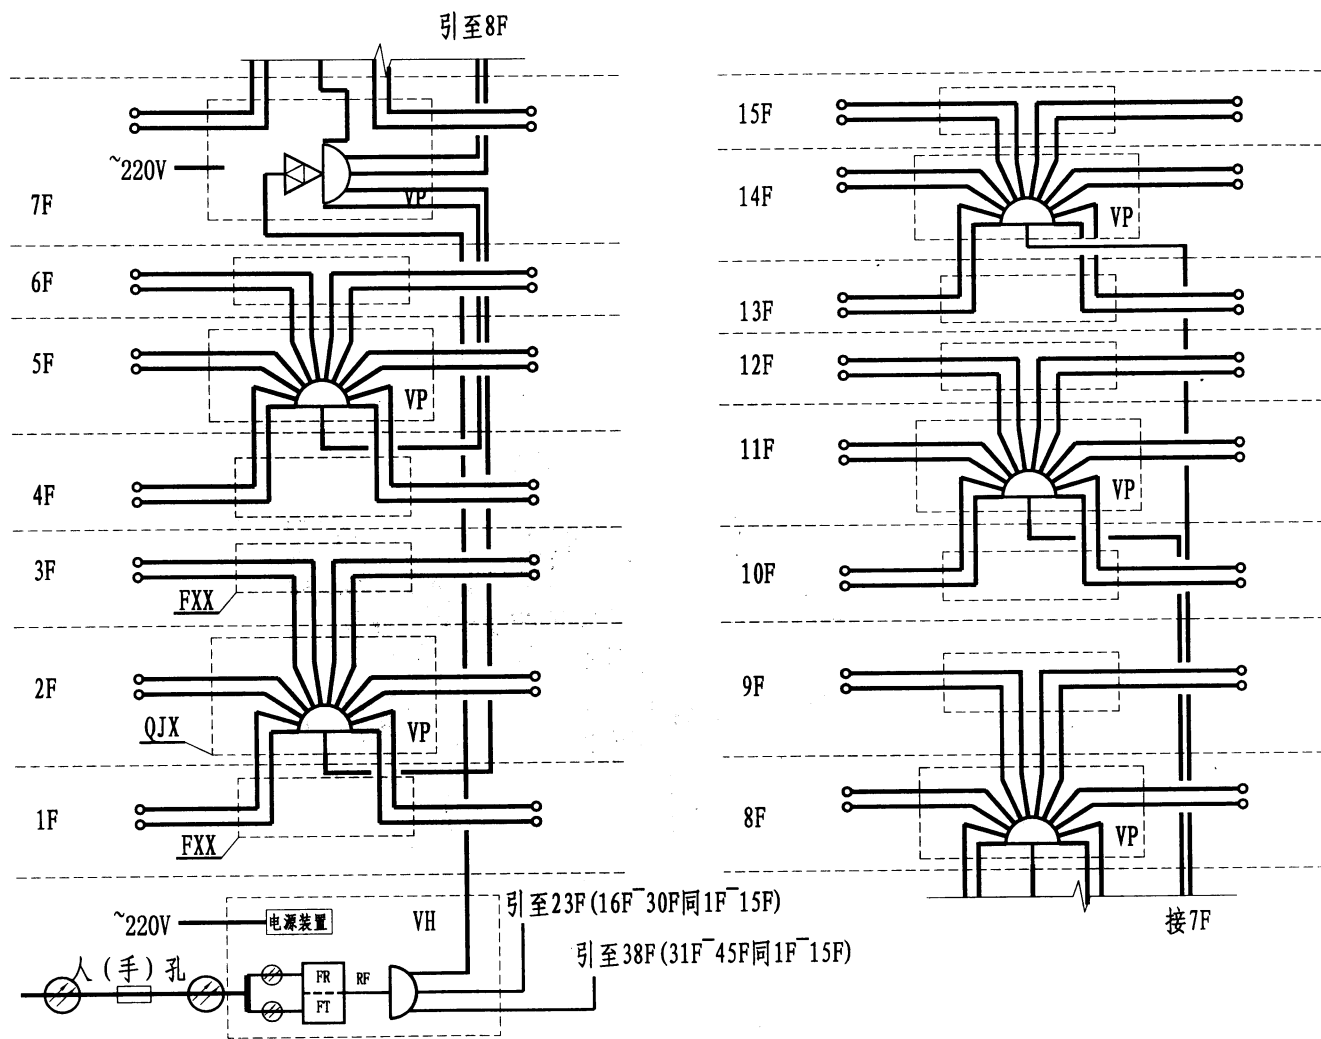 引至8F
~220V
VP
7F
6F
5F
VP
4F
3F
FXX
2F
QJX
VP
1F
FXX
~220V
电源装置
VH
引至23F(16F~30F同1F~15F)
引至38F(31F~45F同1F~15F)
人(手)孔
FR
FT
RF
15F
14F
VP
13F
12F
11F
VP
10F
9F
8F
VP
接7F